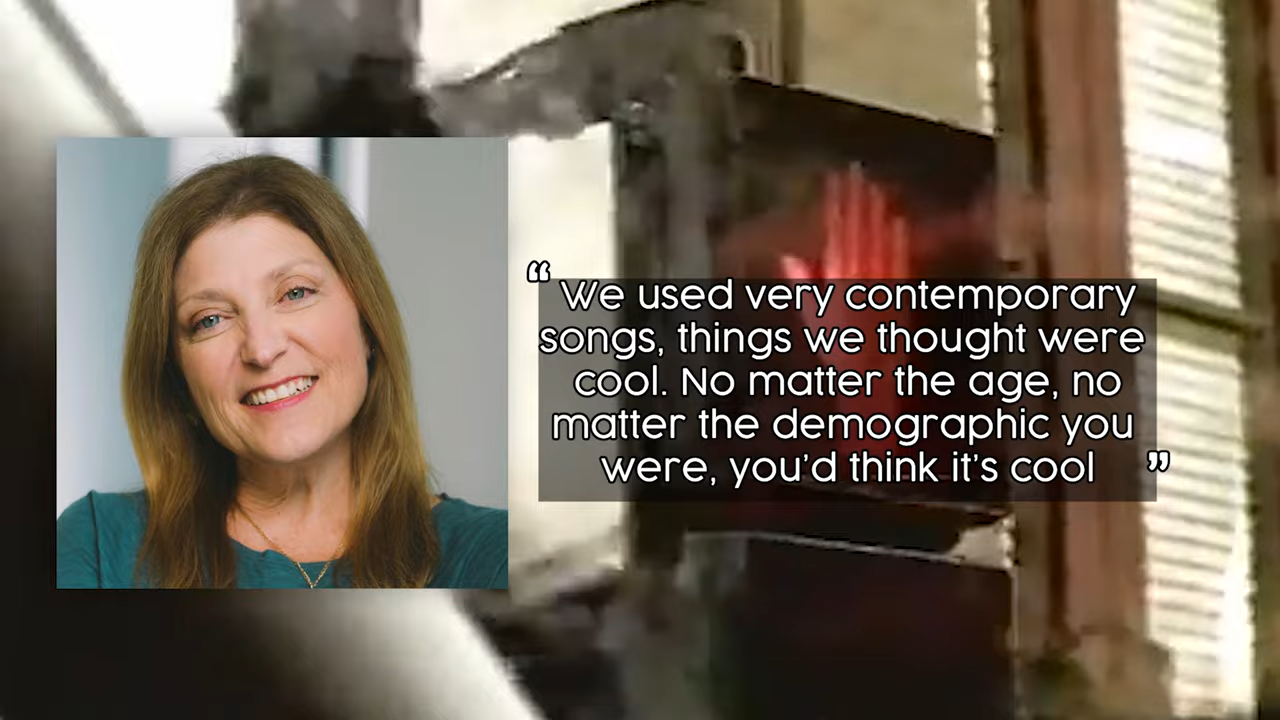 “ We used very contemporary
songs, things we thought were
cool. No matter the age, no
matter the demographic you
were, you’d think it’s cool ”